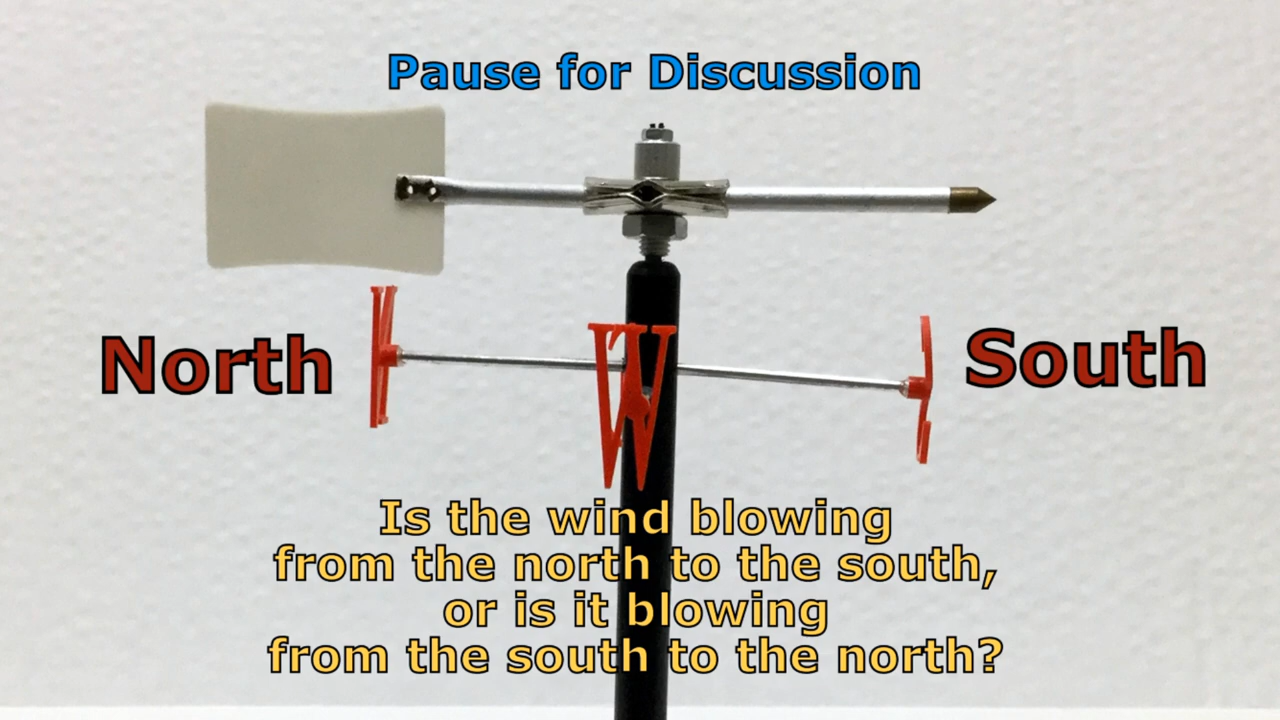 Pause for Discussion
North
W
South
Is the wind blowing
from the north to the south,
or is it blowing
from the south to the north?